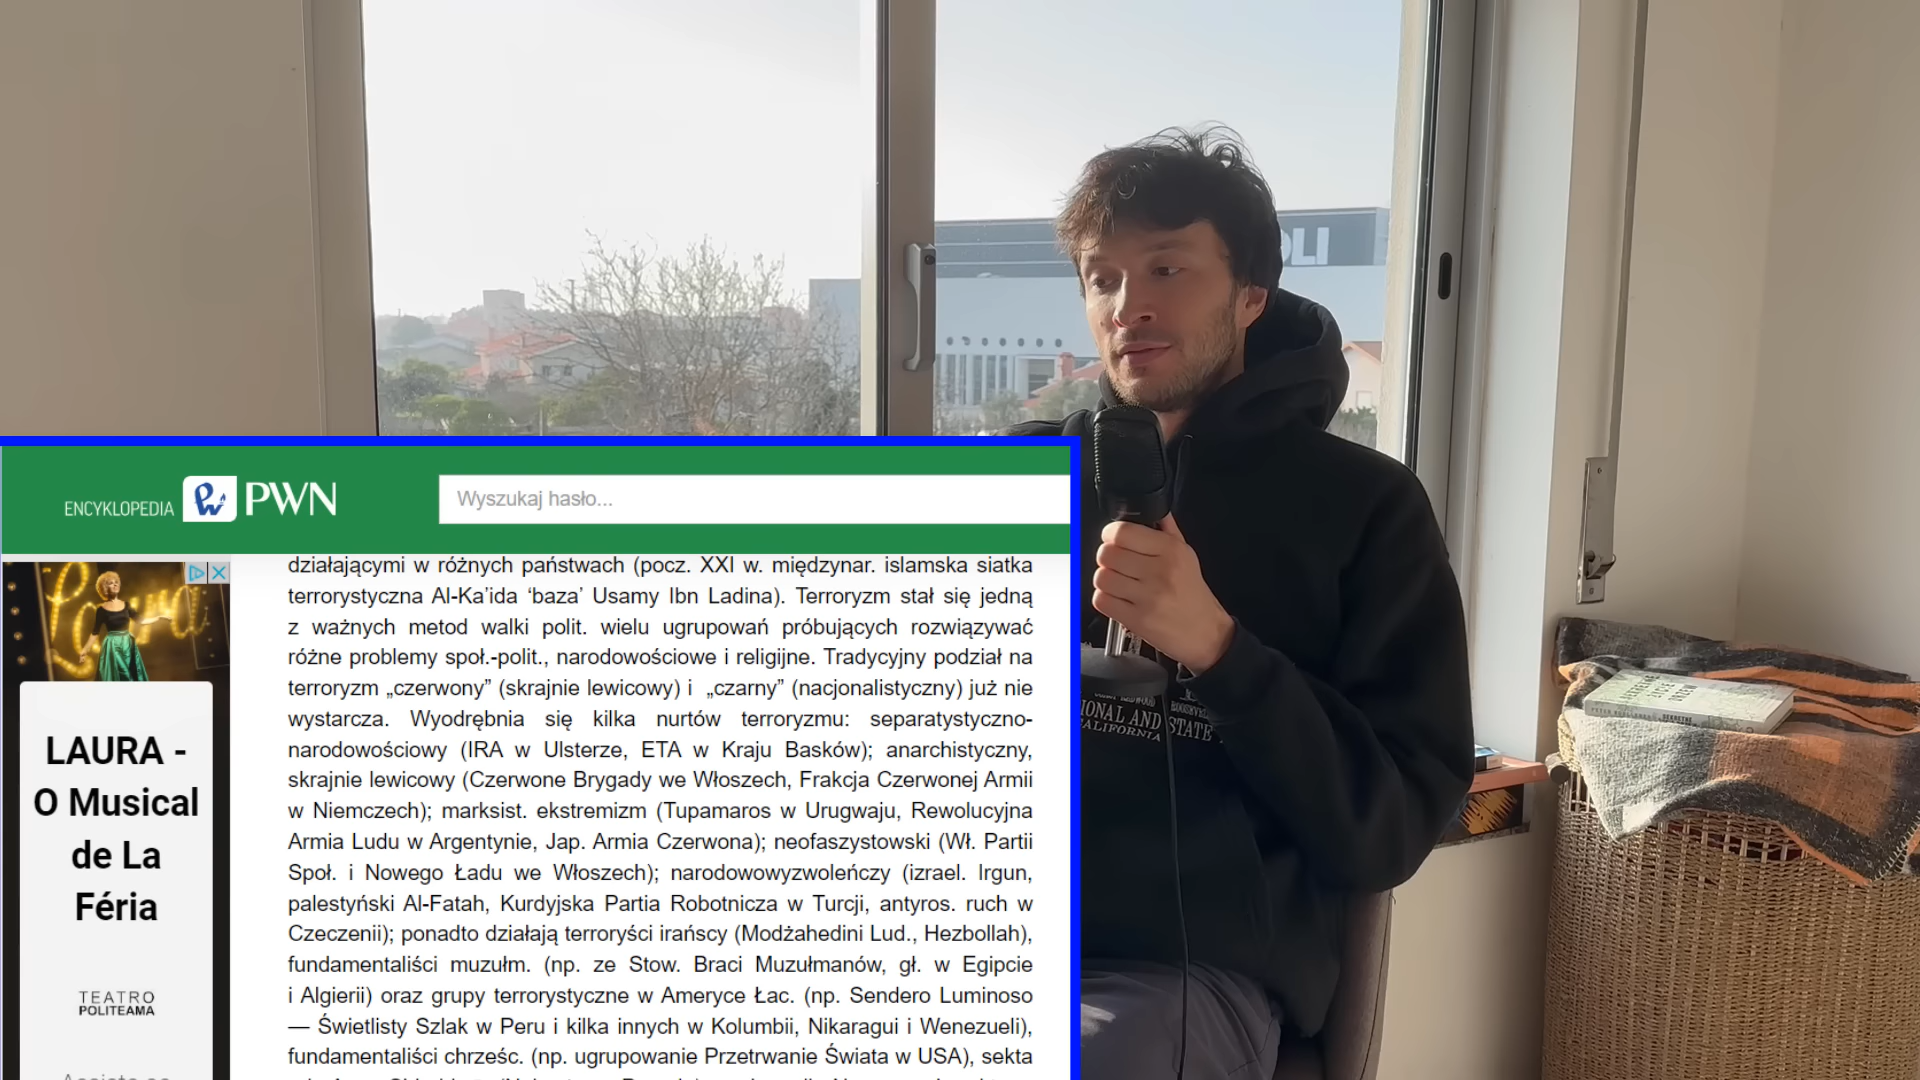 OLI
ENCYKLOPEDIA PWN
Wyszukaj hasło...
działającymi w różnych państwach (pocz. XXI w. międzynar. islamska siatka
terrorystyczna Al-Ka’ida ‘baza’ Usamy Ibn Ladina). Terroryzm stał się jedną
z ważnych metod walki polit. wielu ugrupowań próbujących rozwiązywać
różne problemy społ.-polit., narodowościowe i religijne. Tradycyjny podział na
terroryzm „czerwony” (skrajnie lewicowy) i „czarny” (nacjonalistyczny) już nie
wystarcza. Wyodrębnia się kilka nurtów terroryzmu: separatystyczno-
narodowościowy (IRA w Ulsterze, ETA w Kraju Basków); anarchistyczny,
skrajnie lewicowy (Czerwone Brygady we Włoszech, Frakcja Czerwonej Armii
w Niemczech); marksist. ekstremizm (Tupamaros w Urugwaju, Rewolucyjna
Armia Ludu w Argentynie, Jap. Armia Czerwona); neofaszystowski (Wł. Partii
Społ. i Nowego Ładu we Włoszech); narodowowyzwoleńczy (izrael. Irgun,
palestyński Al-Fatah, Kurdyjska Partia Robotnicza w Turcji, antyros. ruch w
Czeczenii); ponadto działają terroryści irańscy (Modżahedini Lud., Hezbollah),
fundamentaliści muzułm. (np. ze Stow. Braci Muzułmanów, gł. w Egipcie
i Algierii) oraz grupy terrorystyczne w Ameryce Łac. (np. Sendero Luminoso
— Świetlisty Szlak w Peru i kilka innych w Kolumbii, Nikaragui i Wenezueli),
fundamentaliści chrześc. (np. ugrupowanie Przetrwanie Świata w USA), sekta
Laura
LAURA -
O Musical
de La
Féria
TEATRO
POLITEAMA
IONAL AND STATE
CALIFORNIA